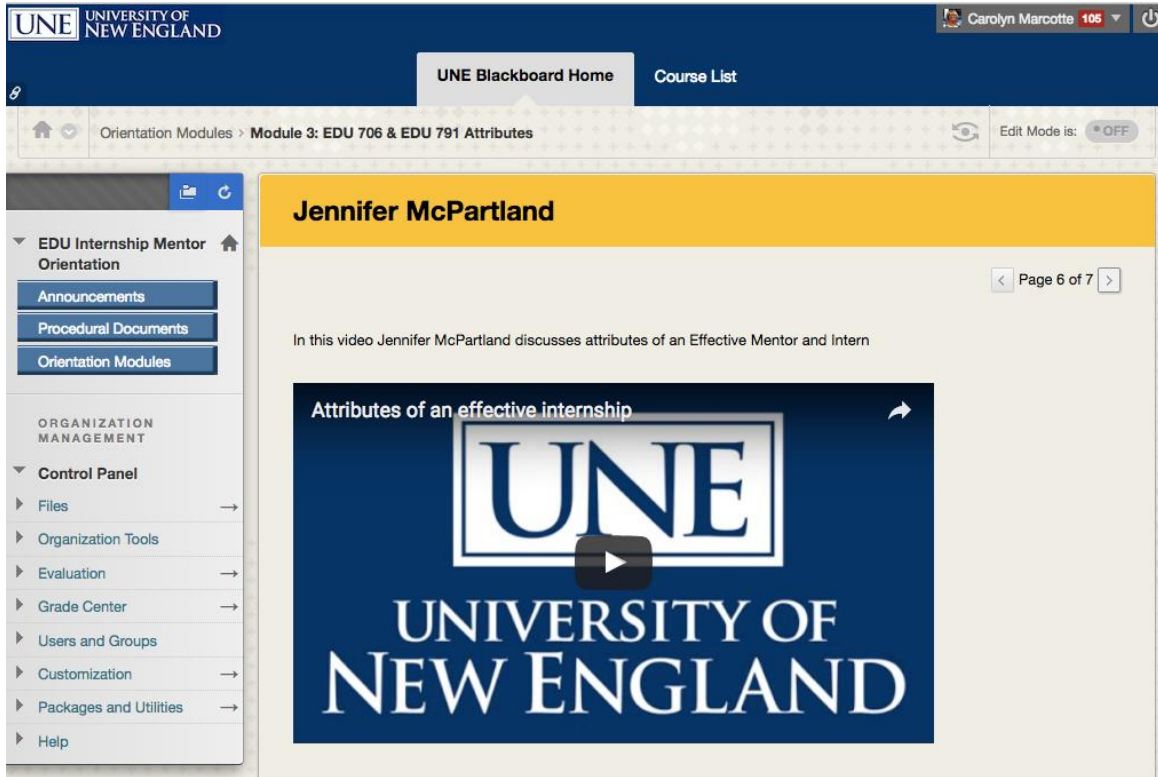 UNE UNIVERSITY OF
NEW ENGLAND
Carolyn Marcotte 105
UNE Blackboard Home Course List
Orientation Modules > Module 3: EDU 706 & EDU 791 Attributes
Edit Mode is: OFF
EDU Internship Mentor
Orientation
Announcements
Procedural Documents
Orientation Modules
ORGANIZATION
MANAGEMENT
Control Panel
Files
Organization Tools
Evaluation
Grade Center
Users and Groups
Customization
Packages and Utilities
Help
Jennifer McPartland
< Page 6 of 7 >
In this video Jennifer McPartland discusses attributes of an Effective Mentor and Intern
Attributes of an effective internship
UNE
UNIVERSITY OF
NEW ENGLAND